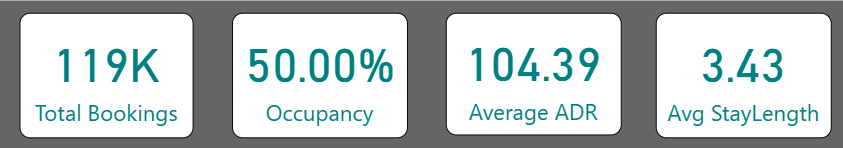 119K
Total Bookings
50.00%
Occupancy
104.39
Average ADR
3.43
Avg StayLength